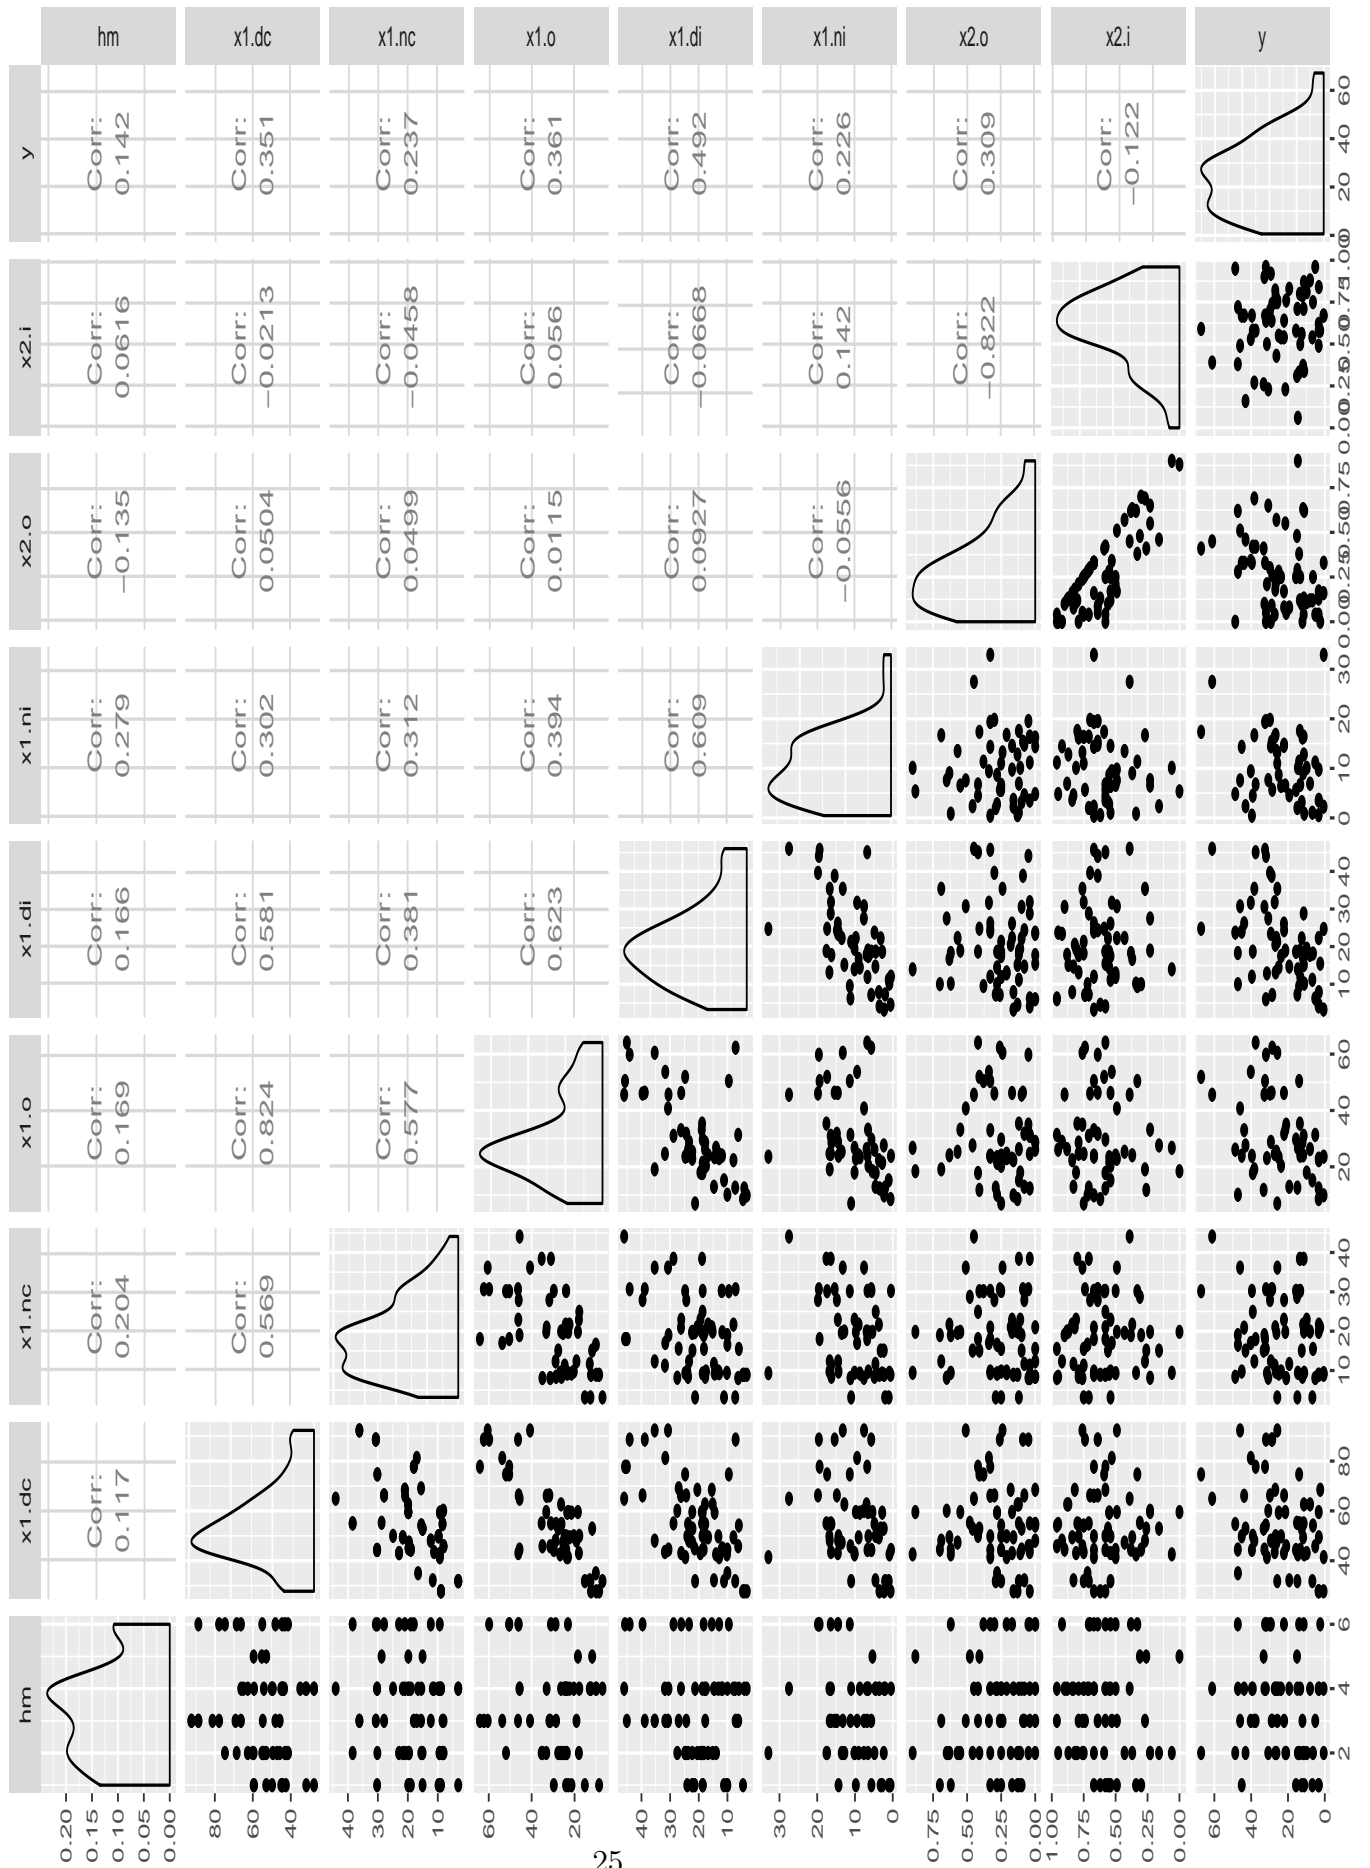 hm x1.dc x1.nc x1.o x1.di x1.ni x2.o x2.i y
y
Corr: 0.142
Corr: 0.351
Corr: 0.237
Corr: 0.361
Corr: 0.492
Corr: 0.226
Corr: 0.309
Corr: −0.122
0 20 40 60
x2.i
Corr: 0.0616
Corr: −0.0213
Corr: −0.0458
Corr: 0.056
Corr: −0.0668
Corr: 0.142
Corr: −0.822
0.00 0.25 0.50 0.75 1.00
x2.o
Corr: −0.135
Corr: 0.0504
Corr: 0.0499
Corr: 0.0115
Corr: 0.0927
Corr: −0.0556
0.00 0.25 0.50 0.75
x1.ni
Corr: 0.279
Corr: 0.302
Corr: 0.312
Corr: 0.394
Corr: 0.609
0 10 20 30
x1.di
Corr: 0.166
Corr: 0.581
Corr: 0.381
Corr: 0.623
10 20 30 40
x1.o
Corr: 0.169
Corr: 0.824
Corr: 0.577
20 40 60
x1.nc
Corr: 0.204
Corr: 0.569
10 20 30 40
x1.dc
Corr: 0.117
40 60 80
hm
2 4 6
0.20 0.15 0.10 0.05 0.00
80 60 40
40 30 20 10
60 40 20
40 30 20 10
30 20 10 0
0.75 0.50 0.25 0.00
1.00 0.75 0.50 0.25 0.00
60 40 20 0
25